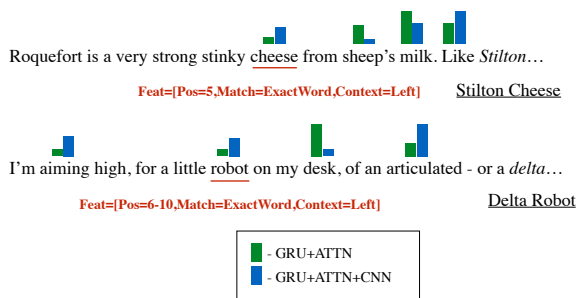 Roquefort is a very strong stinky cheese from sheep's milk. Like Stilton…
Feat=[Pos=5,Match=ExactWord,Context=Left]
Stilton Cheese
I'm aiming high, for a little robot on my desk, of an articulated - or a delta…
Feat=[Pos=6-10,Match=ExactWord,Context=Left]
Delta Robot
- GRU+ATTN
- GRU+ATTN+CNN